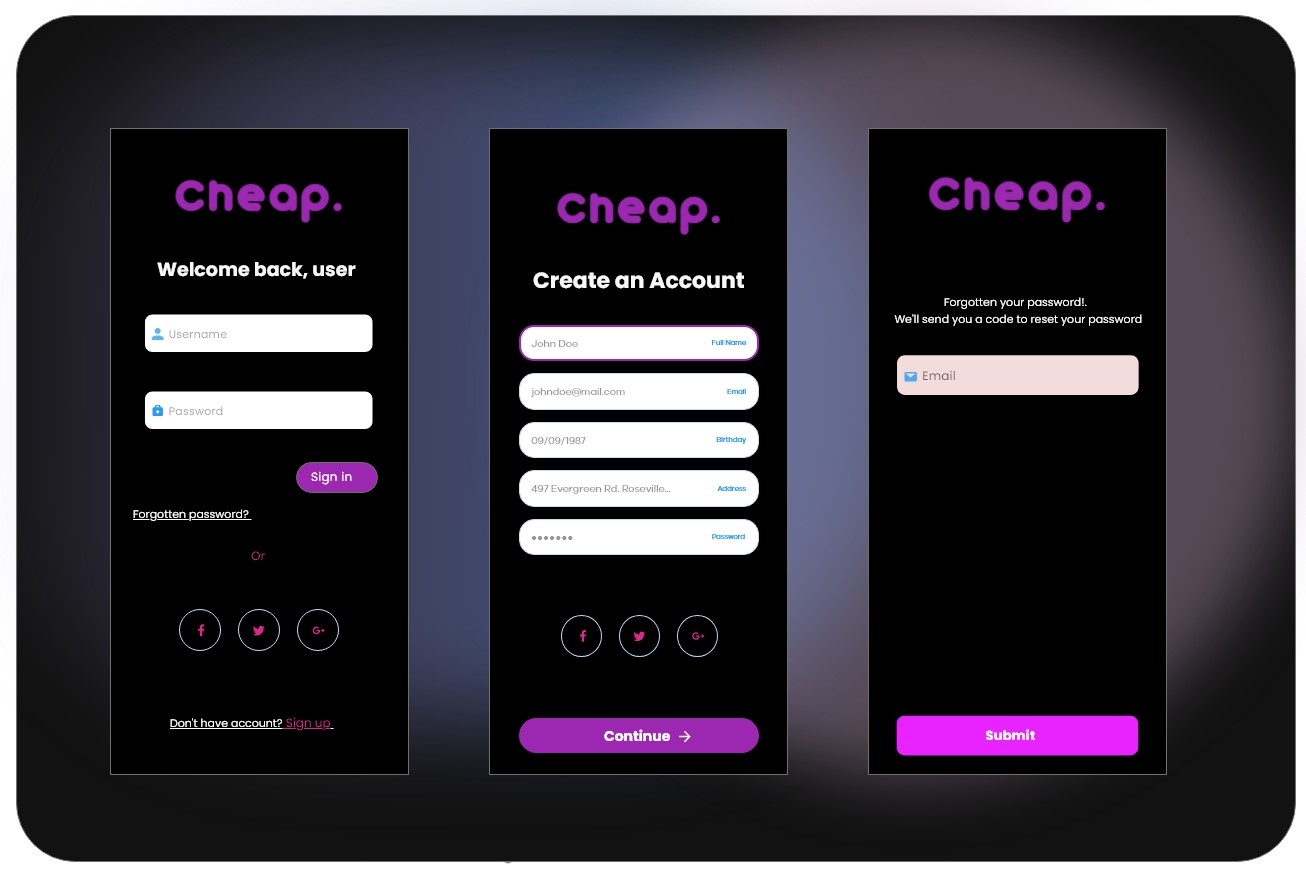 Cheap.
Welcome back, user
Username
Password
Sign in
Forgotten password?
Or
G+
Don't have account? Sign up
Cheap.
Create an Account
John Doe Full Name
johndoe@mail.com Email
09/09/1987 Birthday
497 Evergreen Rd. Roseville... Address
••••••• Password
G+
Continue →
Cheap.
Forgotten your password!.
We'll send you a code to reset your password
Email
Submit